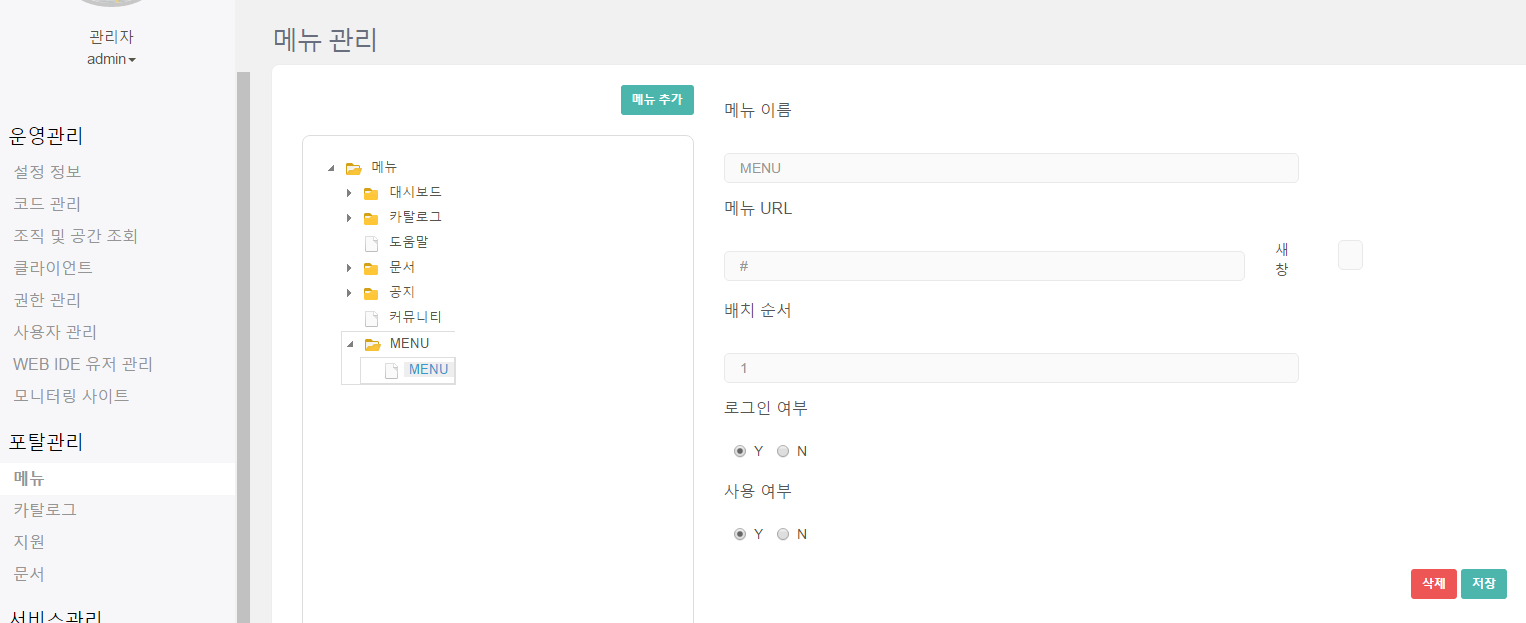 관리자
admin
운영관리
설정 정보
코드 관리
조직 및 공간 조회
클라이언트
권한 관리
사용자 관리
WEB IDE 유저 관리
모니터링 사이트
포탈관리
메뉴
카탈로그
지원
문서
서비스관리
메뉴 관리
메뉴 추가
메뉴
대시보드
카탈로그
도움말
문서
공지
커뮤니티
MENU
MENU
메뉴 이름
MENU
메뉴 URL
#
새
창
배치 순서
1
로그인 여부
Y N
사용 여부
Y N
삭제 저장